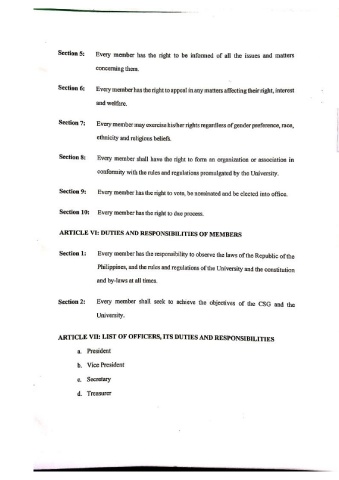 Section 5: Every member has the right to be informed of all the issues and matters
concerning them.
Section 6: Every member has the right to appeal in any matters affecting their right, interest
and welfare.
Section 7: Every member may exercise his/her rights regardless of gender preference, race,
ethnicity and religious beliefs.
Section 8: Every member shall have the right to form an organization or association in
conformity with the rules and regulations promulgated by the University.
Section 9: Every member has the right to vote, be nominated and be elected into office.
Section 10: Every member has the right to due process.
ARTICLE VI: DUTIES AND RESPONSIBILITIES OF MEMBERS
Section 1: Every member has the responsibility to observe the laws of the Republic of the
Philippines, and the rules and regulations of the University and the constitution
and by-laws at all times.
Section 2: Every member shall seek to achieve the objectives of the CSG and the
University.
ARTICLE VII: LIST OF OFFICERS, ITS DUTIES AND RESPONSIBILITIES
a. President
b. Vice President
c. Secretary
d. Treasurer